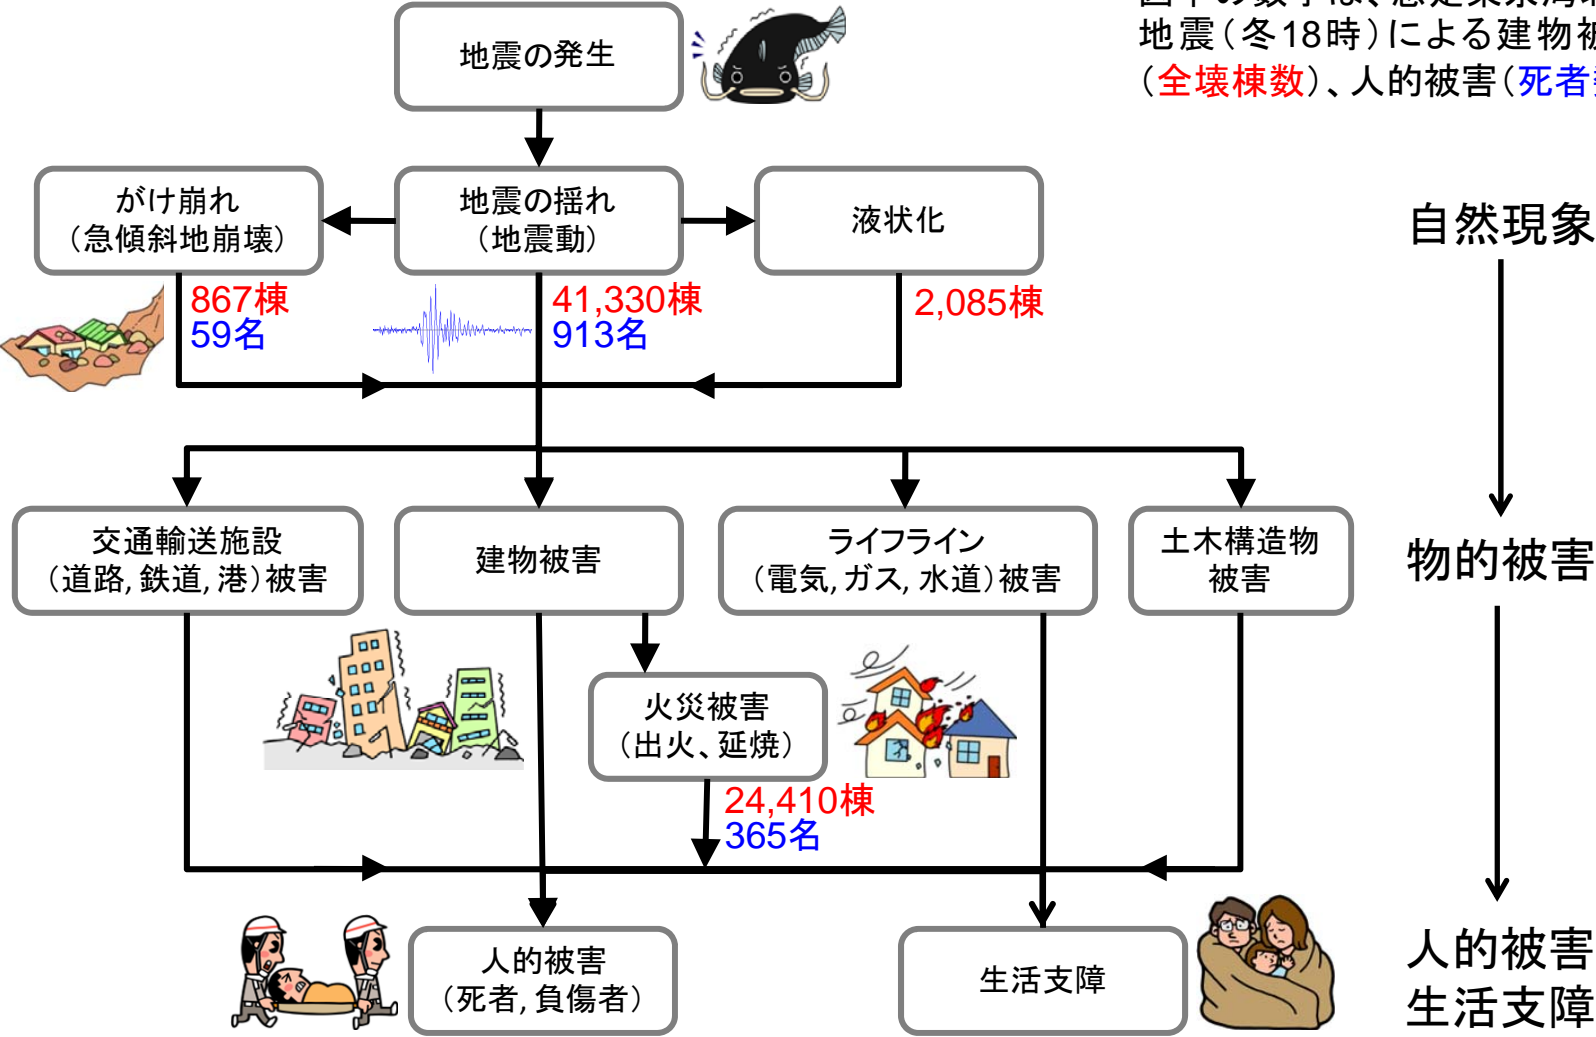 地震(冬18時)による建物被
(全壊棟数)、人的被害(死者
地震の発生
がけ崩れ
(急傾斜地崩壊)
地震の揺れ
(地震動)
液状化
自然現象
867棟
59名
41,330棟
913名
2,085棟
交通輸送施設
(道路, 鉄道, 港)被害
建物被害
ライフライン
(電気, ガス, 水道)被害
土木構造物
被害
物的被害
火災被害
(出火、延焼)
24,410棟
365名
人的被害
(死者, 負傷者)
生活支障
人的被害
生活支障